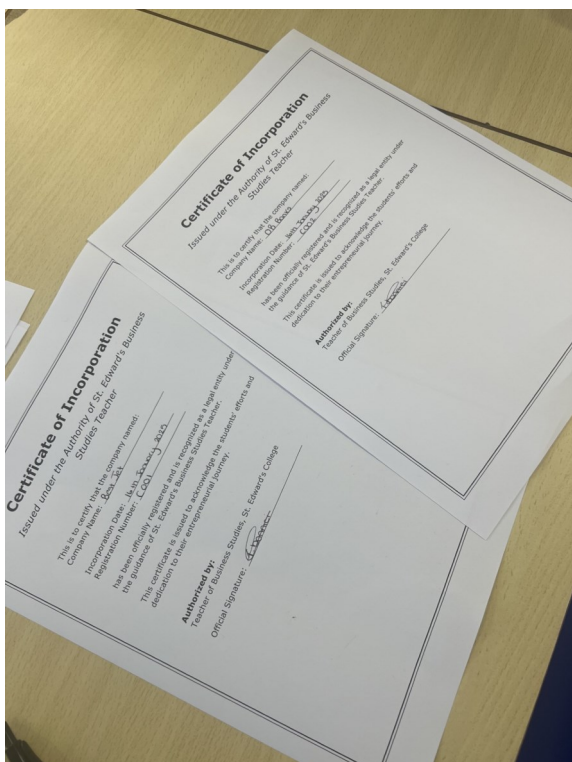 Certificate of Incorporation
Issued under the Authority of St. Edward's Business
Studies Teacher
This is to certify that the company named:
Company Name: Box Tek
Incorporation Date: January 2025
Registration Number: C001
has been officially registered and is recognized as a legal entity under
the guidance of St. Edward's Business Studies Teacher.
This certificate is issued to acknowledge the students' efforts and
dedication to their entrepreneurial journey.
Authorized by:
Teacher of Business Studies, St. Edward's College
Official Signature:
Certificate of Incorporation
Issued under the Authority of St. Edward's Business
Studies Teacher
This is to certify that the company named:
Company Name:
Incorporation Date: January 2025
Registration Number: C002
has been officially registered and is recognized as a legal entity under
the guidance of St. Edward's Business Studies Teacher.
This certificate is issued to acknowledge the students' efforts and
dedication to their entrepreneurial journey.
Authorized by:
Teacher of Business Studies, St. Edward's College
Official Signature: